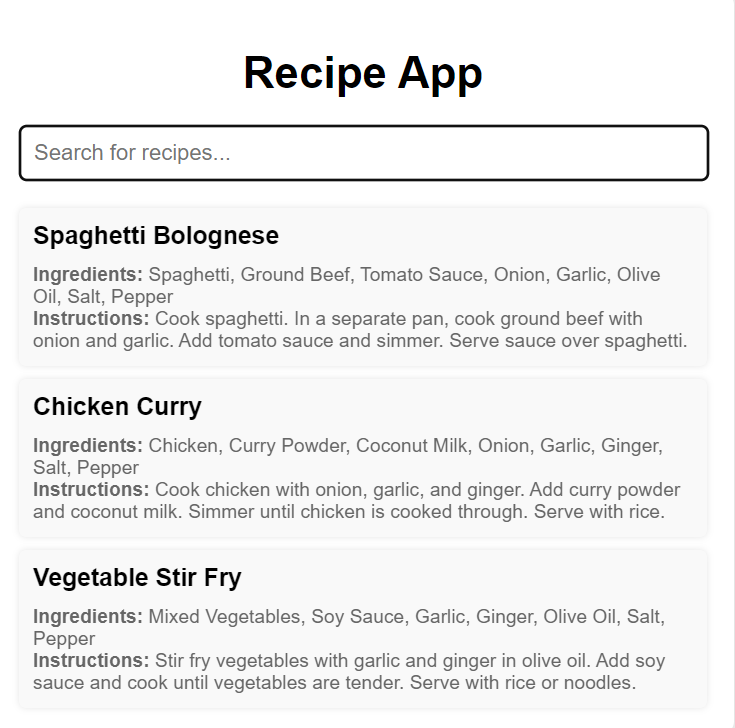 Recipe App
Search for recipes...
Spaghetti Bolognese
Ingredients: Spaghetti, Ground Beef, Tomato Sauce, Onion, Garlic, Olive
Oil, Salt, Pepper
Instructions: Cook spaghetti. In a separate pan, cook ground beef with
onion and garlic. Add tomato sauce and simmer. Serve sauce over spaghetti.
Chicken Curry
Ingredients: Chicken, Curry Powder, Coconut Milk, Onion, Garlic, Ginger,
Salt, Pepper
Instructions: Cook chicken with onion, garlic, and ginger. Add curry powder
and coconut milk. Simmer until chicken is cooked through. Serve with rice.
Vegetable Stir Fry
Ingredients: Mixed Vegetables, Soy Sauce, Garlic, Ginger, Olive Oil, Salt,
Pepper
Instructions: Stir fry vegetables with garlic and ginger in olive oil. Add soy
sauce and cook until vegetables are tender. Serve with rice or noodles.